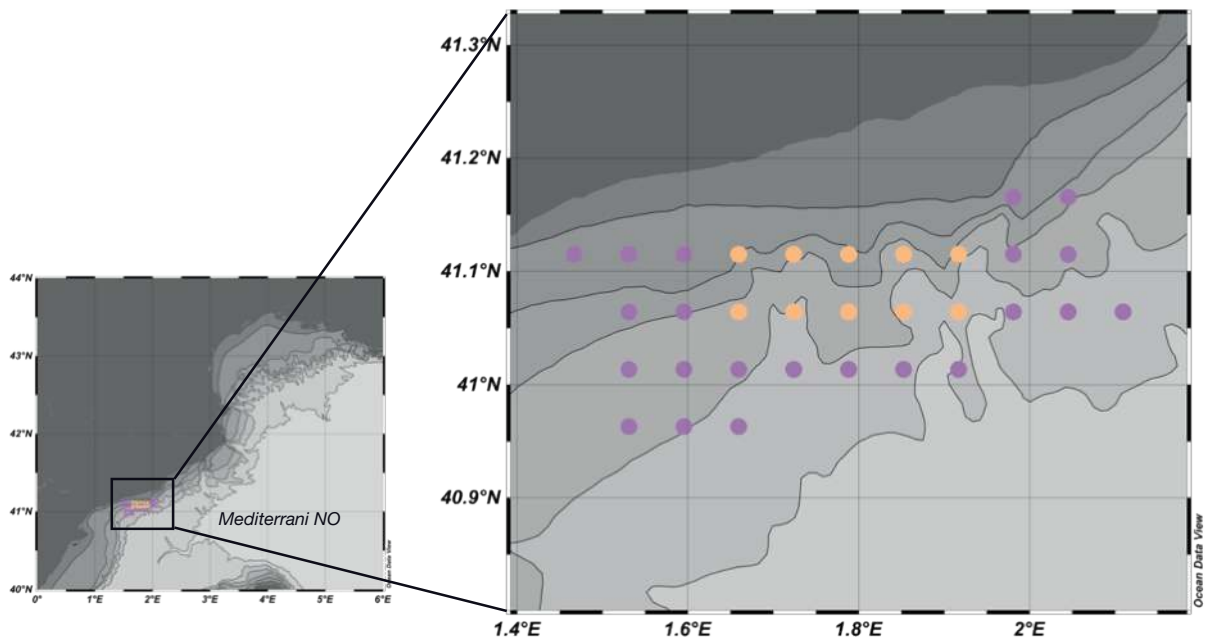 44°N
43°N
42°N
41°N
40°N
0°
1°E
2°E
3°E
4°E
5°E
6°E
Mediterrani NO
Ocean Data View
41.3°N
41.2°N
41.1°N
41°N
40.9°N
1.4°E
1.6°E
1.8°E
2°E
Ocean Data View